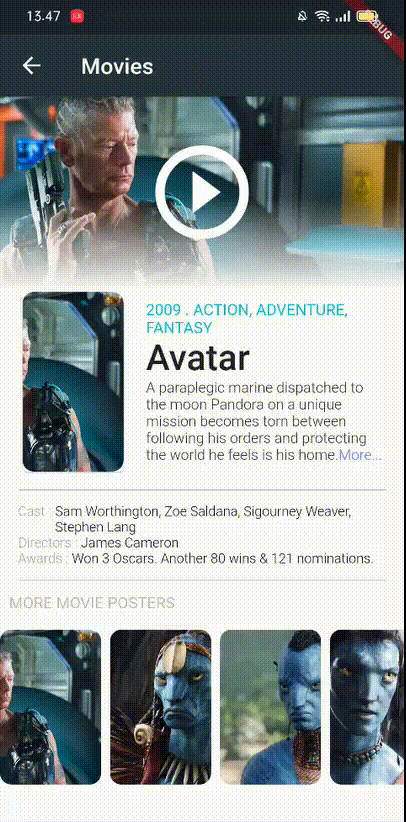 13.47
BUG
Movies
2009 . ACTION, ADVENTURE,
FANTASY
Avatar
A paraplegic marine dispatched to
the moon Pandora on a unique
mission becomes torn between
following his orders and protecting
the world he feels is his home.More...
Cast : Sam Worthington, Zoe Saldana, Sigourney Weaver,
Stephen Lang
Directors : James Cameron
Awards : Won 3 Oscars. Another 80 wins & 121 nominations.
MORE MOVIE POSTERS